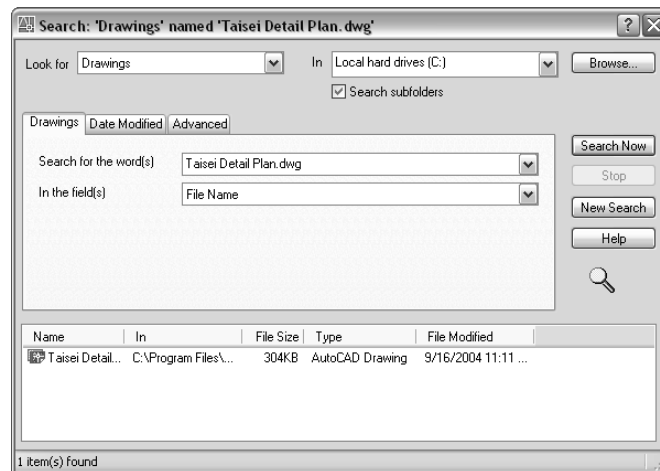 Search: 'Drawings' named 'Taisei Detail Plan.dwg'
Look for Drawings In Local hard drives (C:) Browse...
Search subfolders
Drawings Date Modified Advanced
Search for the word(s) Taisei Detail Plan.dwg
In the field(s) File Name
Search Now
Stop
New Search
Help
Name In File Size Type File Modified
Taisei Detail... C:\Program Files\... 304KB AutoCAD Drawing 9/16/2004 11:11 ...
1 item(s) found